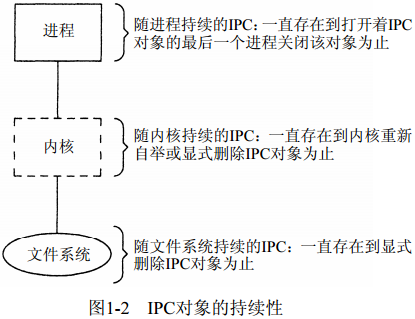 进程
随进程持续的IPC：一直存在到打开着IPC
对象的最后一个进程关闭该对象为止
内核
随内核持续的IPC：一直存在到内核重新
自举或显式删除IPC对象为止
文件系统
随文件系统持续的IPC：一直存在到显式
删除IPC对象为止
图1-2 IPC对象的持续性